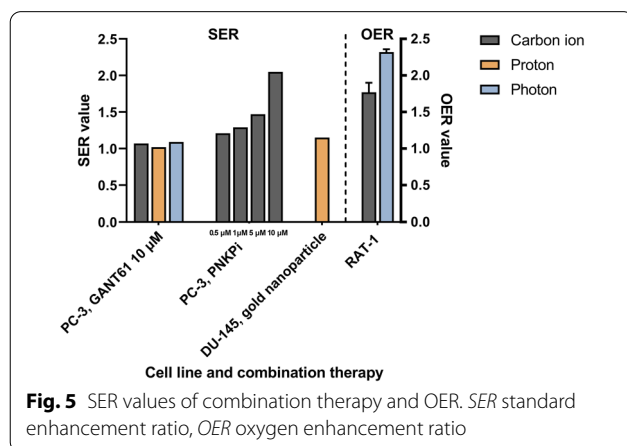 SER
OER
Carbon ion
Proton
Photon
SER value
2.5
2.0
1.5
1.0
0.5
0.0
OER value
2.5
2.0
1.5
1.0
0.5
0.0
0.5 µM 1µM 5 µM 10 µM
PC-3, GANT61 10 µM
PC-3, PNKPi
DU-145, gold nanoparticle
RAT-1
Cell line and combination therapy
Fig. 5 SER values of combination therapy and OER. SER standard
enhancement ratio, OER oxygen enhancement ratio